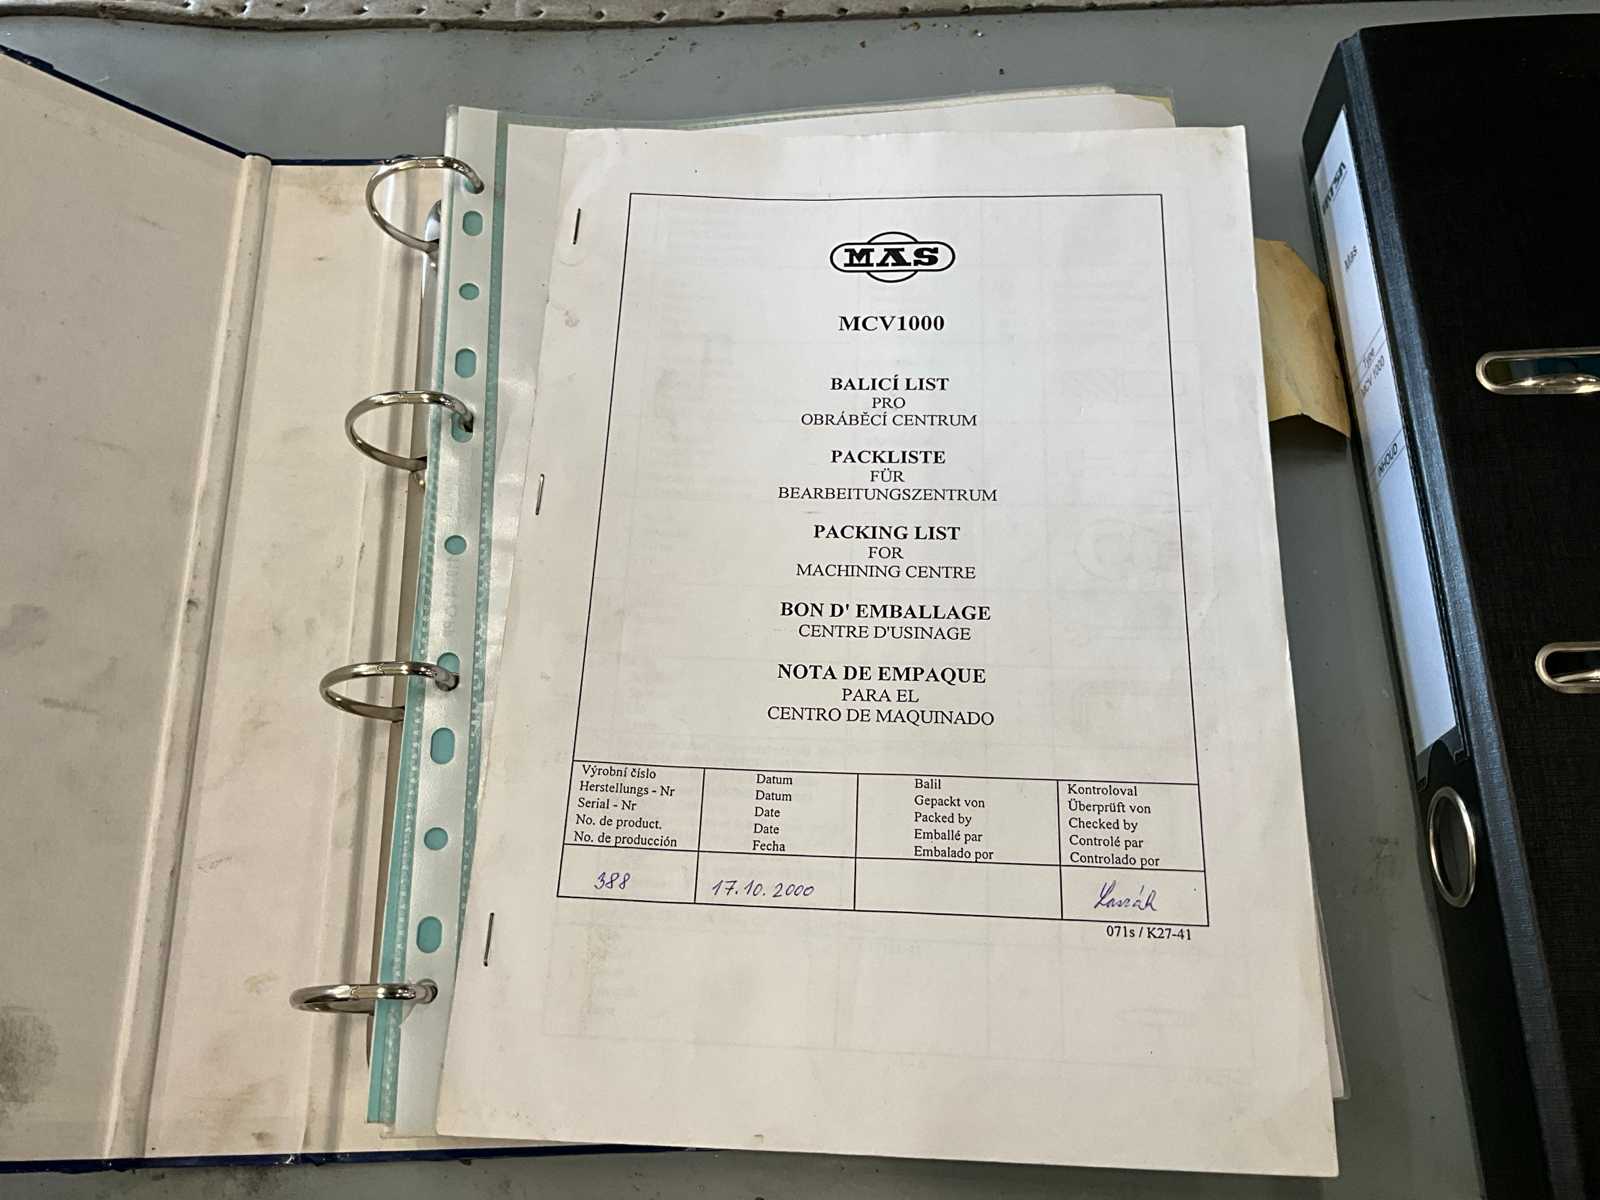 MAS
MCV1000
BALICÍ LIST
PRO
OBRÁBĚCÍ CENTRUM
PACKLISTE
FÜR
BEARBEITUNGSZENTRUM
PACKING LIST
FOR
MACHINING CENTRE
BON D' EMBALLAGE
CENTRE D'USINAGE
NOTA DE EMPAQUE
PARA EL
CENTRO DE MAQUINADO
Výrobní číslo
Herstellungs - Nr
Serial - Nr
No. de product.
No. de producción
Datum
Datum
Date
Date
Fecha
Balil
Gepackt von
Packed by
Emballé par
Embalado por
Kontroloval
Überprüft von
Checked by
Controlé par
Controlado por
388
17.10.2000
071s / K27-41
Mas
Type
MCV 1000
INHOUD